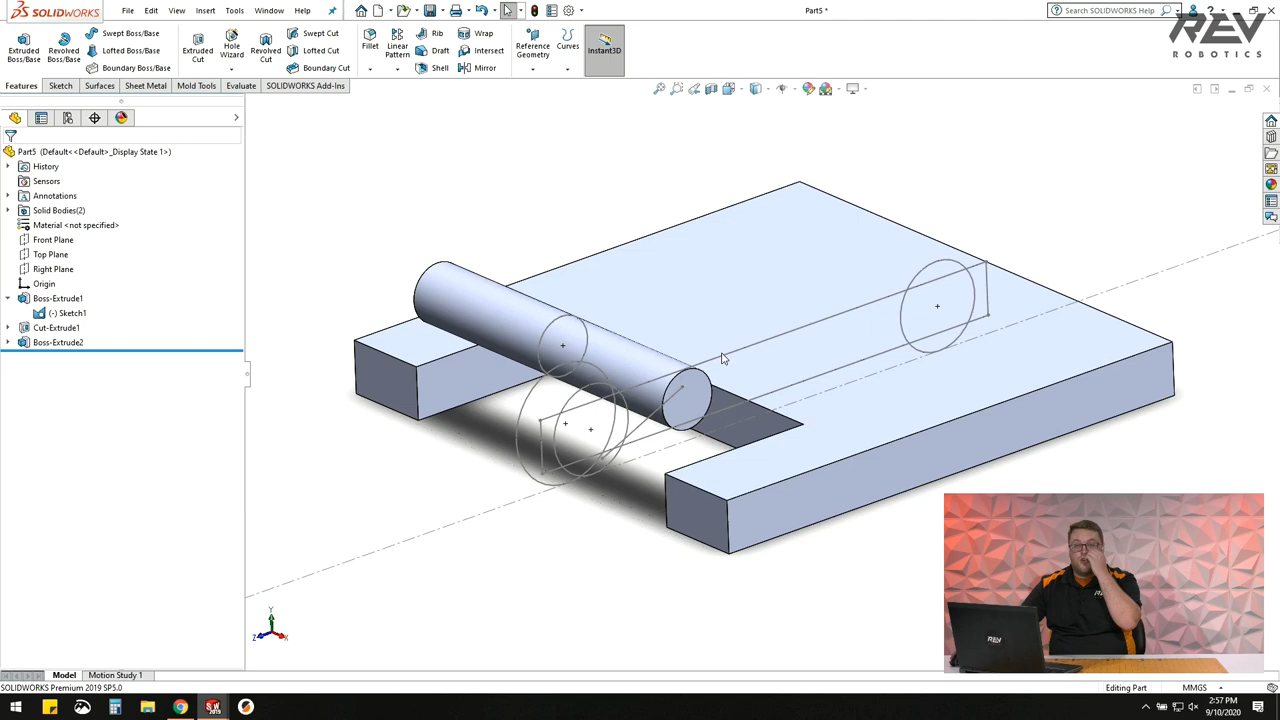 SOLIDWORKS
File
Edit
View
Insert
Tools
Window
Help
Part5 *
Search SOLIDWORKS Help
REV
ROBOTICS
Extruded Boss/Base
Revolved Boss/Base
Swept Boss/Base
Lofted Boss/Base
Boundary Boss/Base
Extruded Cut
Hole Wizard
Revolved Cut
Swept Cut
Lofted Cut
Boundary Cut
Fillet
Linear Pattern
Rib
Draft
Shell
Wrap
Intersect
Mirror
Reference Geometry
Curves
Instant3D
Features
Sketch
Surfaces
Sheet Metal
Mold Tools
Evaluate
SOLIDWORKS Add-Ins
Part5 (Default<<Default>_Display State 1>)
History
Sensors
Annotations
Solid Bodies(2)
Material <not specified>
Front Plane
Top Plane
Right Plane
Origin
Boss-Extrude1
(-) Sketch1
Cut-Extrude1
Boss-Extrude2
Y
Z
X
REV
Model
Motion Study 1
SOLIDWORKS Premium 2019 SP5.0
Editing Part
MMGS
2:57 PM
9/10/2020